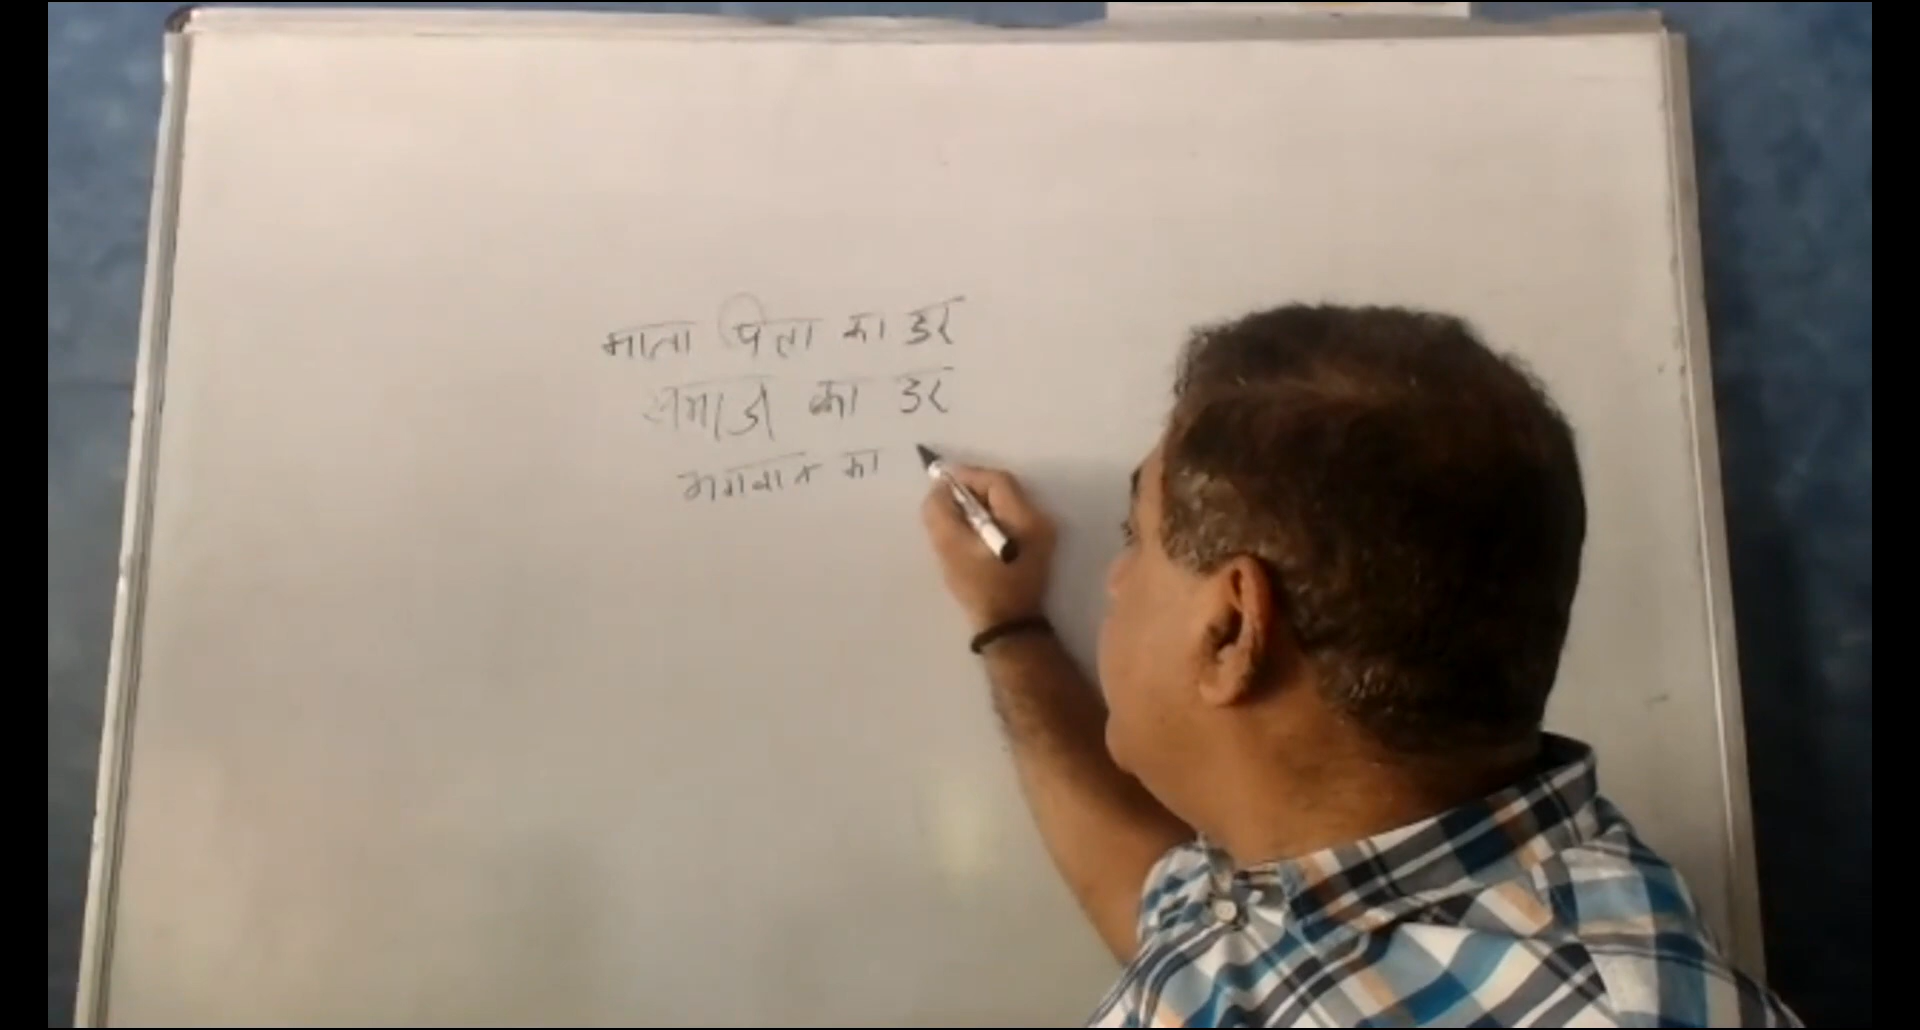 माता पिता का डर
समाज का डर
भगवान का